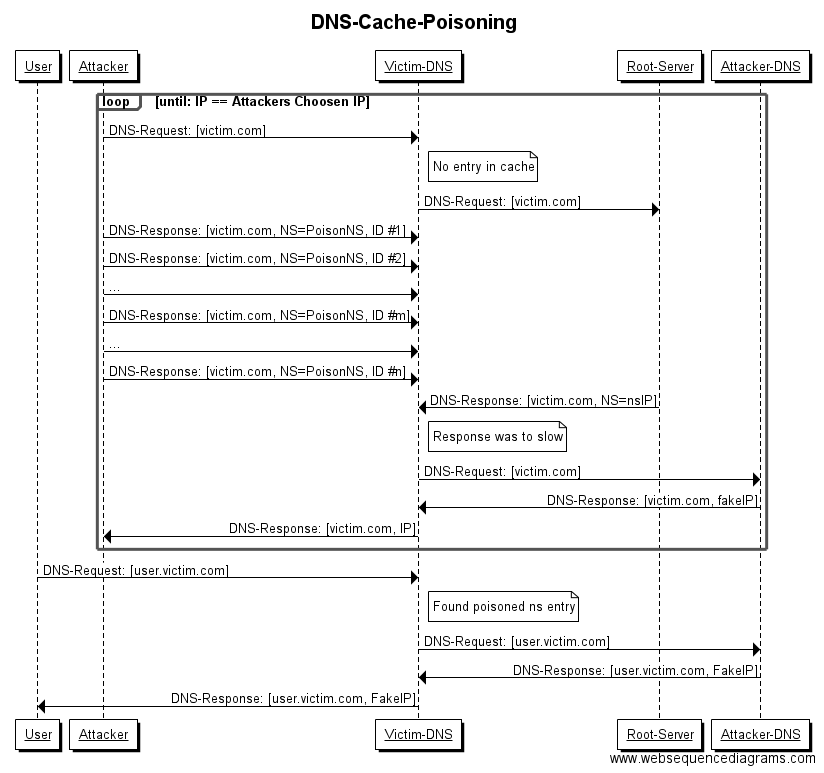 DNS-Cache-Poisoning
User
Attacker
Victim-DNS
Root-Server
Attacker-DNS
loop
[until: IP == Attackers Choosen IP]
DNS-Request: [victim.com]
No entry in cache
DNS-Request: [victim.com]
DNS-Response: [victim.com, NS=PoisonNS, ID #1]
DNS-Response: [victim.com, NS=PoisonNS, ID #2]
...
DNS-Response: [victim.com, NS=PoisonNS, ID #m]
...
DNS-Response: [victim.com, NS=PoisonNS, ID #n]
DNS-Response: [victim.com, NS=nsIP]
Response was to slow
DNS-Request: [victim.com]
DNS-Response: [victim.com, fakeIP]
DNS-Response: [victim.com, IP]
DNS-Request: [user.victim.com]
Found poisoned ns entry
DNS-Request: [user.victim.com]
DNS-Response: [user.victim.com, FakeIP]
DNS-Response: [user.victim.com, FakeIP]
User
Attacker
Victim-DNS
Root-Server
Attacker-DNS
www.websequencediagrams.com